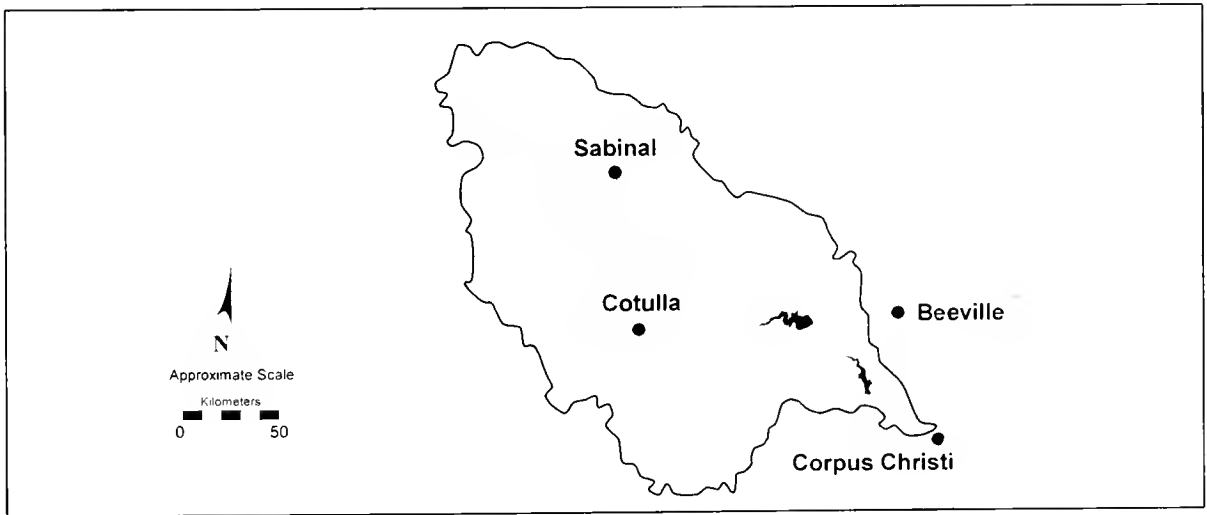 Sabinal
Cotulla
Beeville
N
Approximate Scale
Kilometers
0 50
Corpus Christi